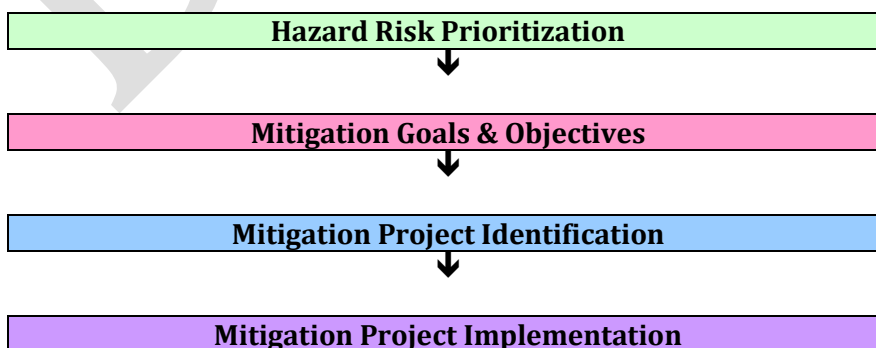 Hazard Risk Prioritization
Mitigation Goals & Objectives
Mitigation Project Identification
Mitigation Project Implementation